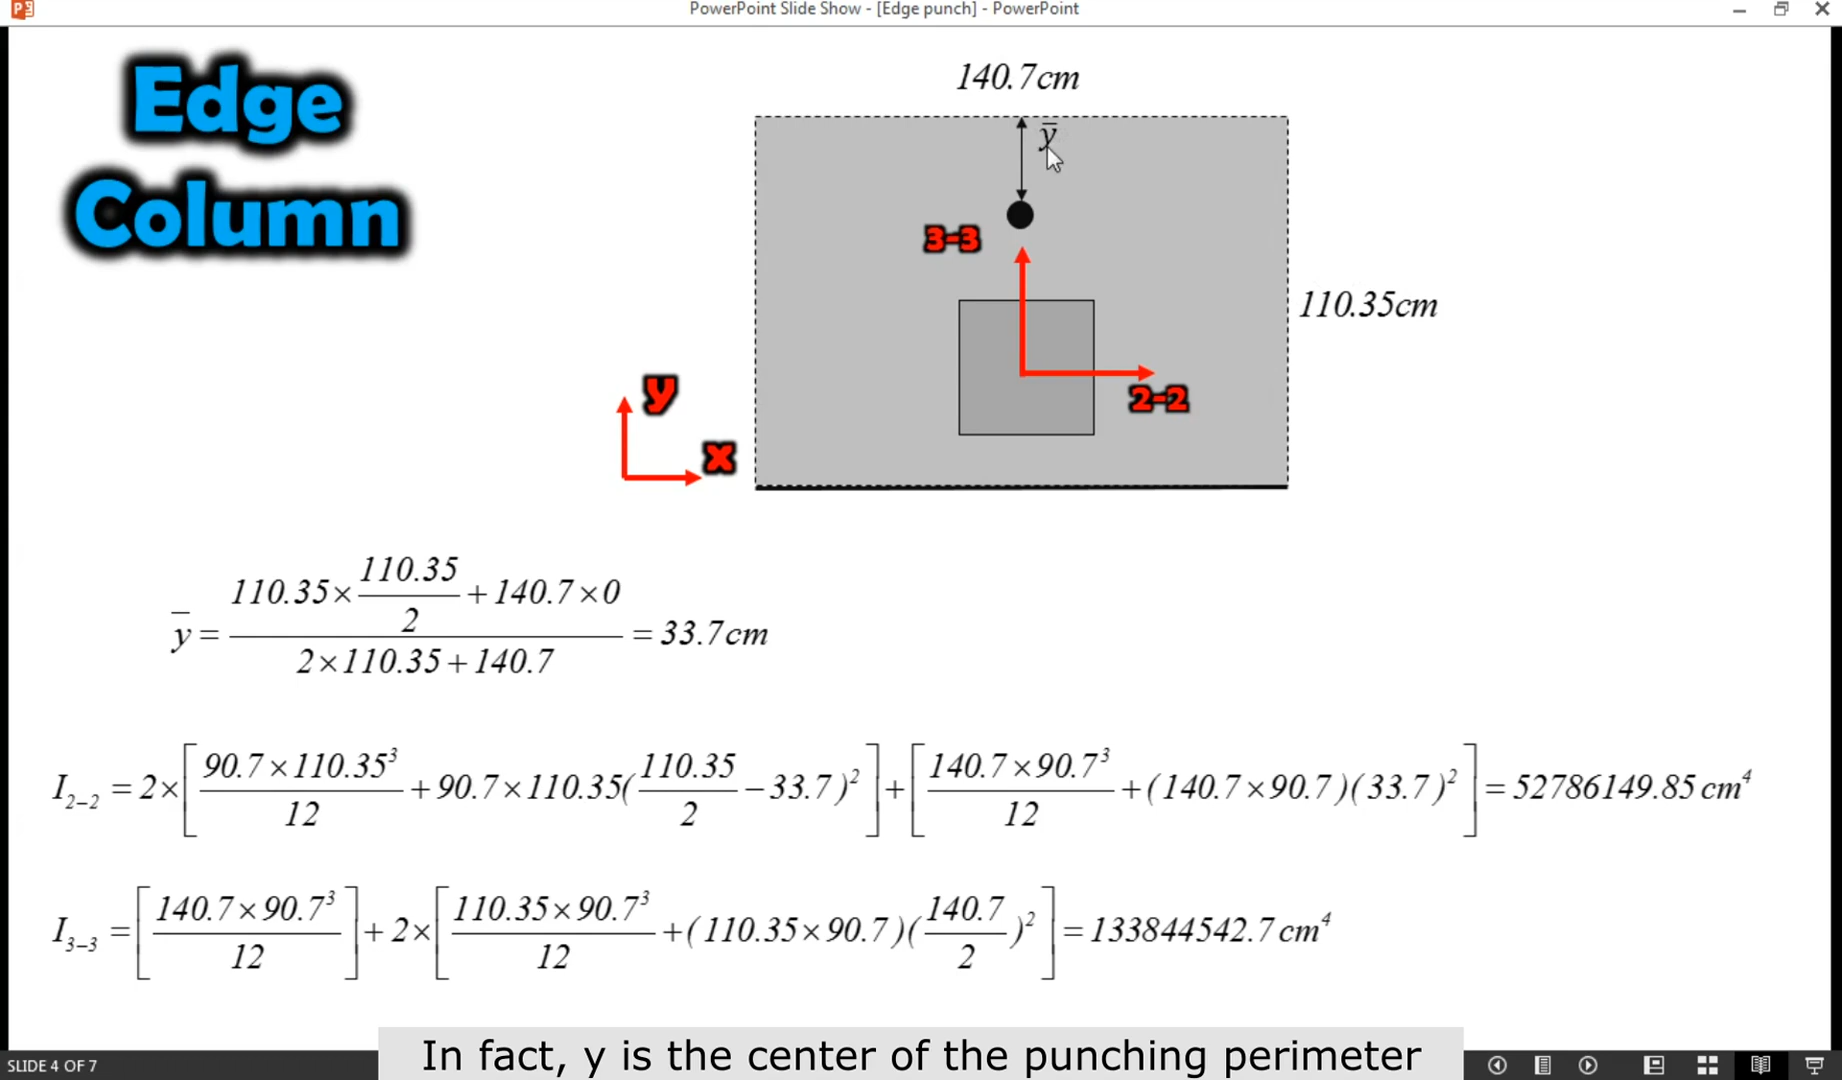 PowerPoint Slide Show - [Edge punch] - PowerPoint
Edge
Column
140.7cm
y̅
3-3
110.35cm
2-2
y
x
y̅ = (110.35 × 110.35/2 + 140.7 × 0) / (2 × 110.35 + 140.7) = 33.7cm
I₂₋₂ = 2 × [90.7 × 110.35³/12 + 90.7 × 110.35(110.35/2 − 33.7)²] + [140.7 × 90.7³/12 + (140.7 × 90.7)(33.7)²] = 52786149.85 cm⁴
I₃₋₃ = [140.7 × 90.7³/12] + 2 × [110.35 × 90.7³/12 + (110.35 × 90.7)(140.7/2)²] = 133844542.7 cm⁴
In fact, y is the center of the punching perimeter
SLIDE 4 OF 7